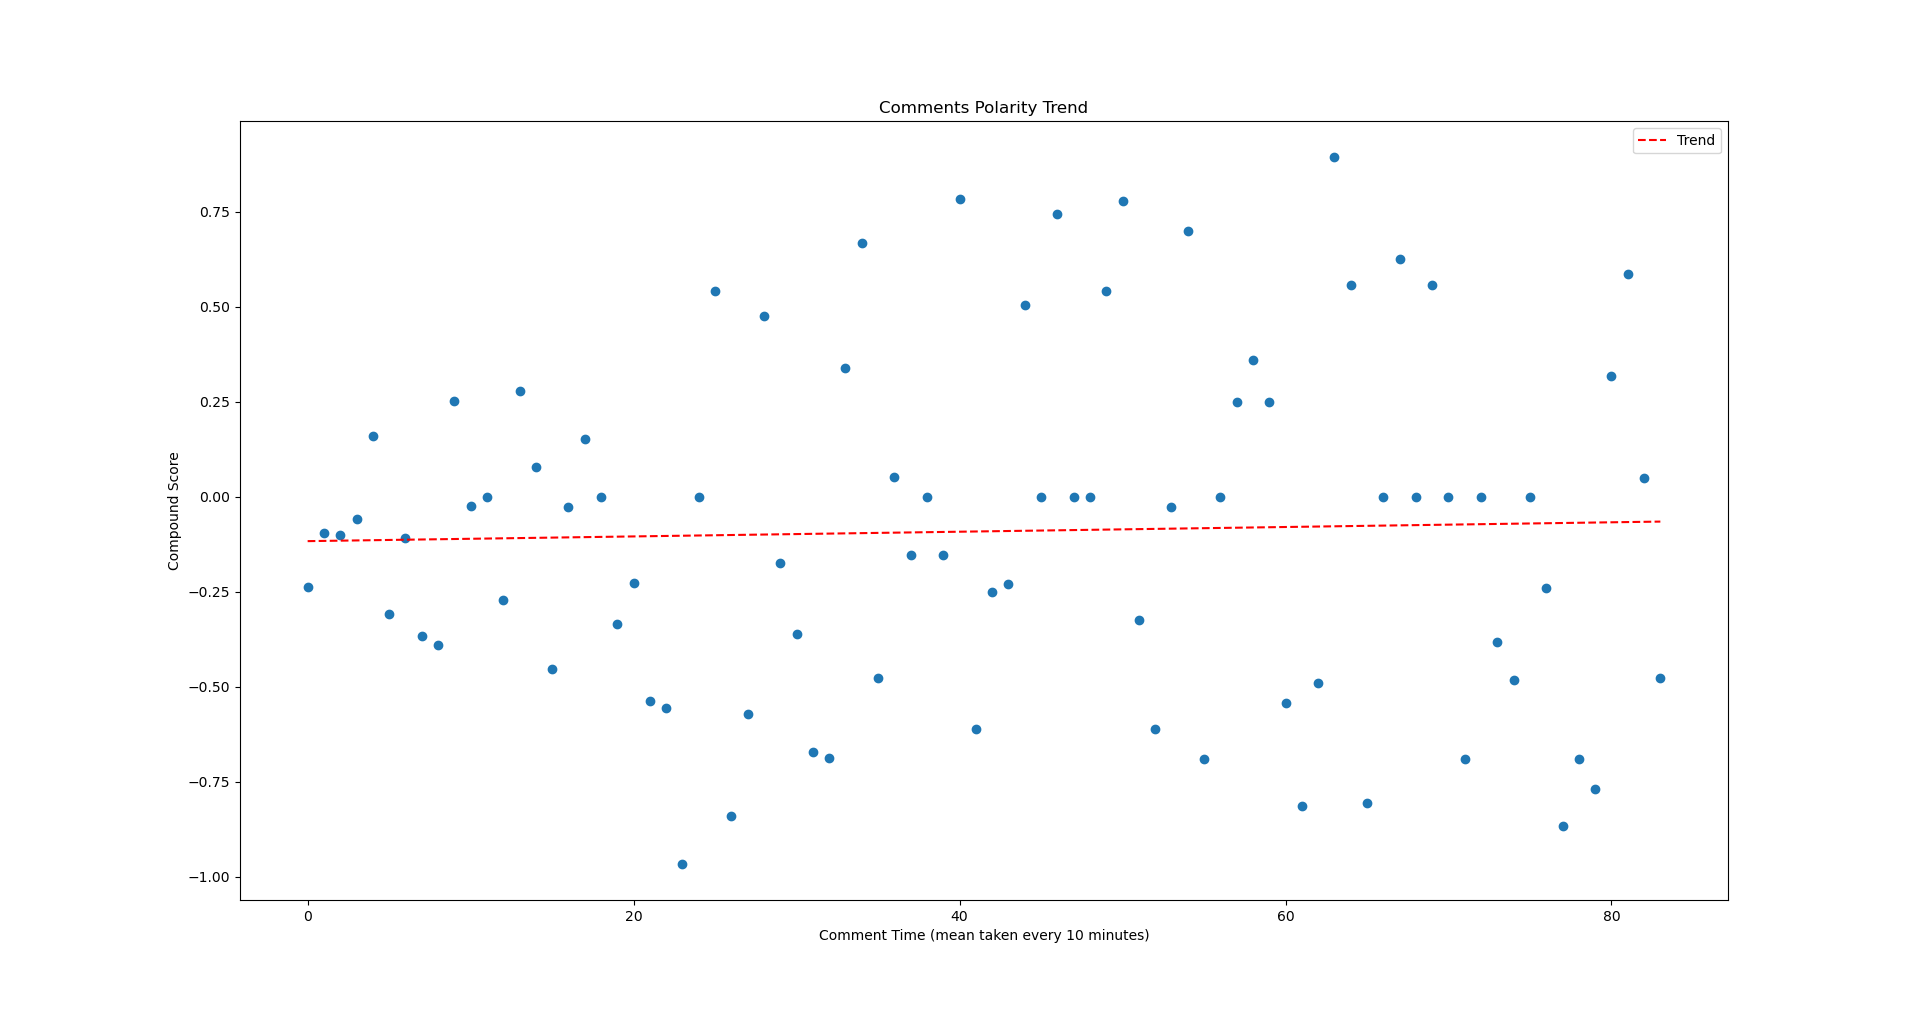 Comments Polarity Trend
Trend
0.75
0.50
0.25
0.00
−0.25
−0.50
−0.75
−1.00
Compound Score
0 20 40 60 80
Comment Time (mean taken every 10 minutes)